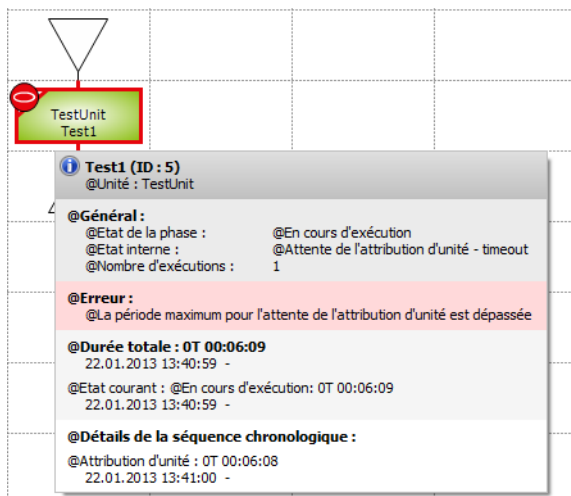 TestUnit
Test1
Test1 (ID : 5)
@Unité : TestUnit
@Général :
@Etat de la phase : @En cours d'exécution
@Etat interne : @Attente de l'attribution d'unité - timeout
@Nombre d'exécutions : 1
@Erreur :
@La période maximum pour l'attente de l'attribution d'unité est dépassée
@Durée totale : 0T 00:06:09
22.01.2013 13:40:59 -
@Etat courant : @En cours d'exécution: 0T 00:06:09
22.01.2013 13:40:59 -
@Détails de la séquence chronologique :
@Attribution d'unité : 0T 00:06:08
22.01.2013 13:41:00 -